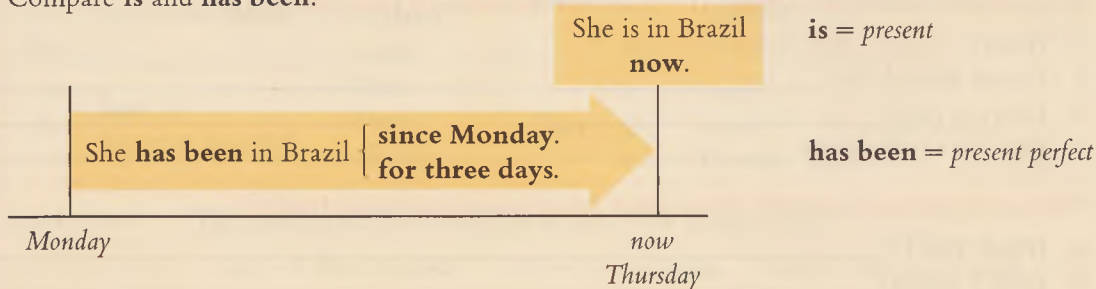 Compare is and has been:
She is in Brazil
now.
is = present
She has been in Brazil { since Monday.
for three days.
has been = present perfect
Monday
now
Thursday